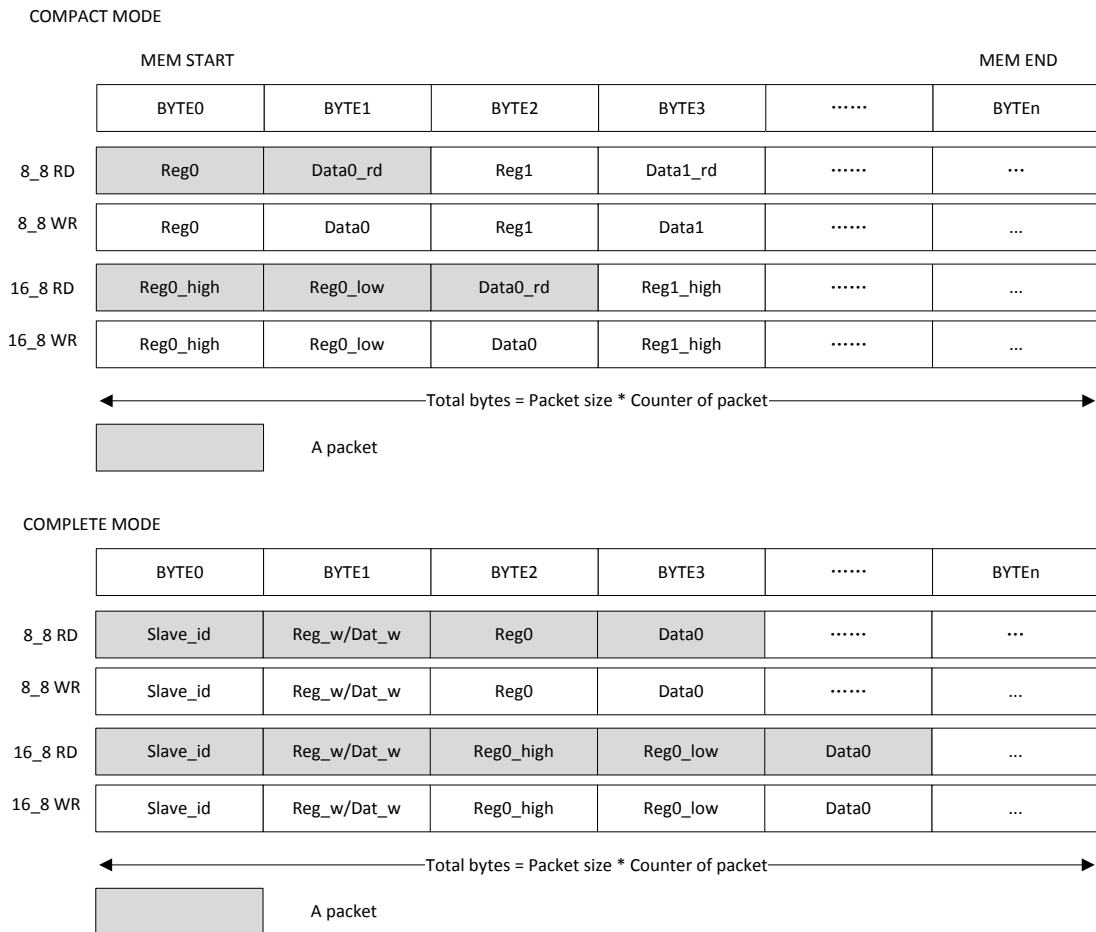 COMPACT MODE
MEM START MEM END
BYTE0 BYTE1 BYTE2 BYTE3 ······ BYTEn
8_8 RD Reg0 Data0_rd Reg1 Data1_rd ······ ···
8_8 WR Reg0 Data0 Reg1 Data1 ······ ...
16_8 RD Reg0_high Reg0_low Data0_rd Reg1_high ······ ...
16_8 WR Reg0_high Reg0_low Data0 Reg1_high ······ ...
Total bytes = Packet size * Counter of packet
A packet
COMPLETE MODE
BYTE0 BYTE1 BYTE2 BYTE3 ······ BYTEn
8_8 RD Slave_id Reg_w/Dat_w Reg0 Data0 ······ ···
8_8 WR Slave_id Reg_w/Dat_w Reg0 Data0 ······ ...
16_8 RD Slave_id Reg_w/Dat_w Reg0_high Reg0_low Data0 ...
16_8 WR Slave_id Reg_w/Dat_w Reg0_high Reg0_low Data0 ...
Total bytes = Packet size * Counter of packet
A packet